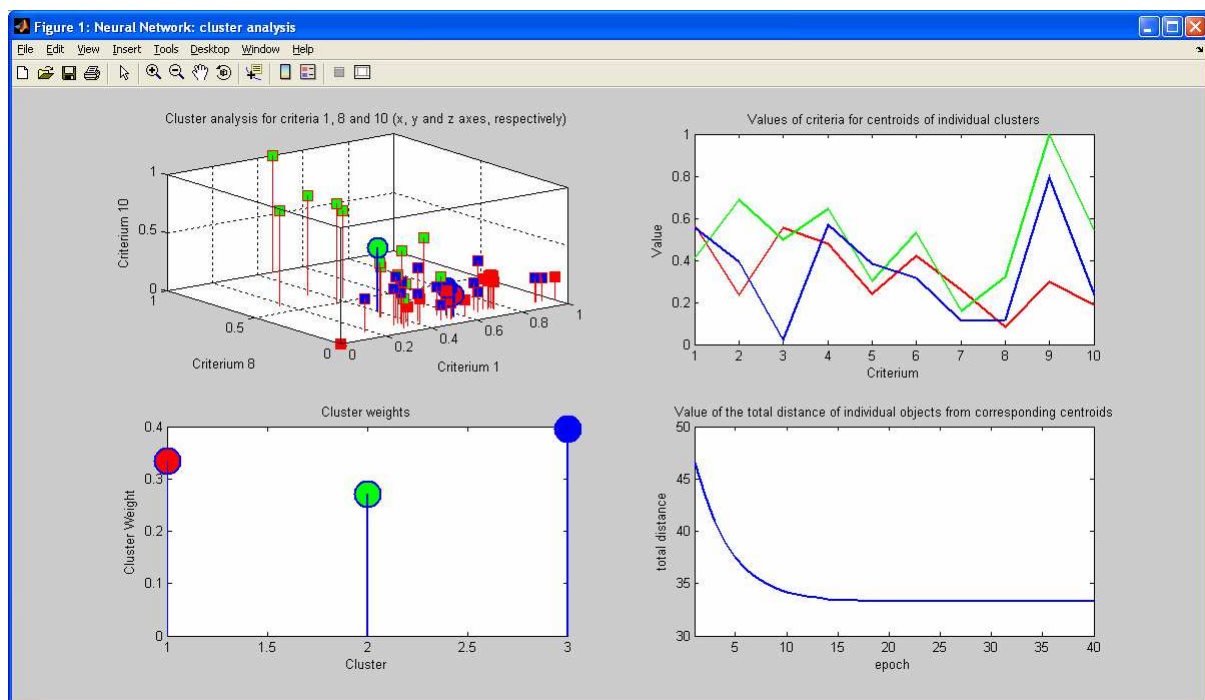 Figure 1: Neural Network: cluster analysis
File Edit View Insert Tools Desktop Window Help
Cluster analysis for criteria 1, 8 and 10 (x, y and z axes, respectively)
1
0.5
0
Criterium 10
1
0.5
0
Criterium 8
0 0.2 0.4 0.6 0.8 1
Criterium 1
Values of criteria for centroids of individual clusters
1
0.8
0.6
0.4
0.2
0
Value
1 2 3 4 5 6 7 8 9 10
Criterium
Cluster weights
0.4
0.3
0.2
0.1
0
Cluster Weight
1 1.5 2 2.5 3
Cluster
Value of the total distance of individual objects from corresponding centroids
50
45
40
35
30
total distance
5 10 15 20 25 30 35 40
epoch